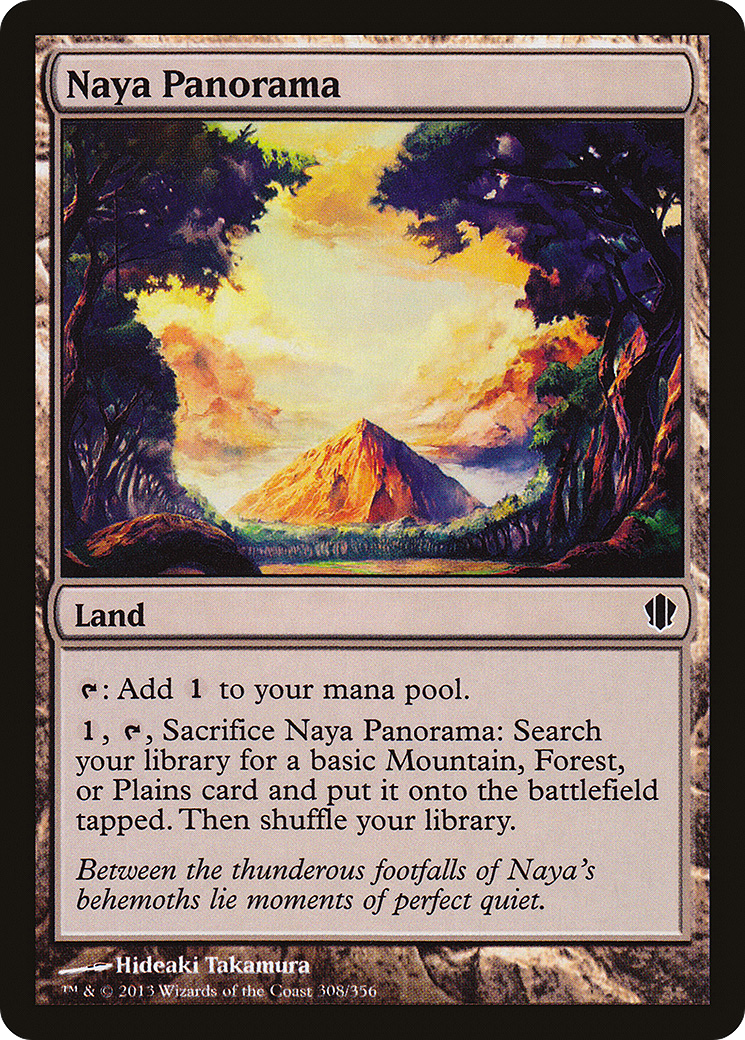 Naya Panorama
Land
: Add 1 to your mana pool.
1, , Sacrifice Naya Panorama: Search
your library for a basic Mountain, Forest,
or Plains card and put it onto the battlefield
tapped. Then shuffle your library.
Between the thunderous footfalls of Naya's
behemoths lie moments of perfect quiet.
Hideaki Takamura
™ & © 2013 Wizards of the Coast 308/356